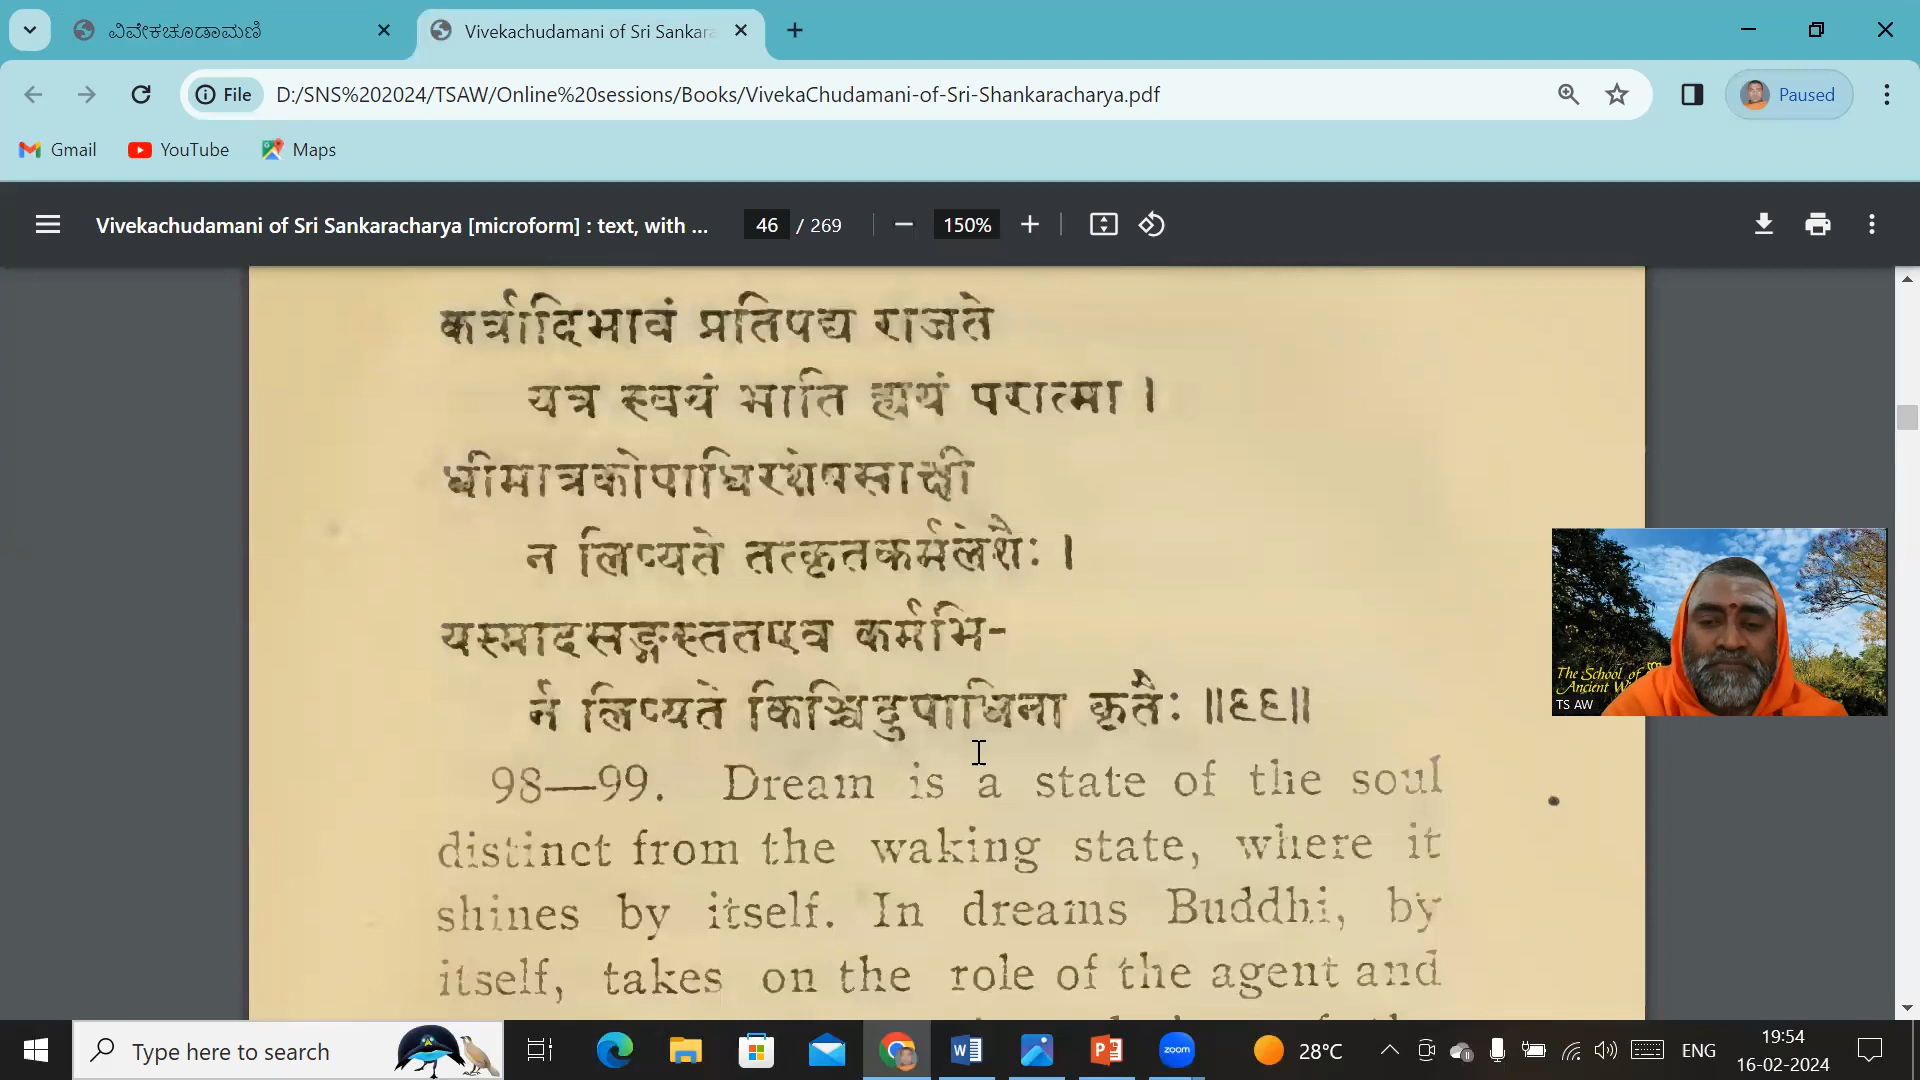 ವಿವೇಕಚೂಡಾಮಣಿ
Vivekachudamani of Sri Sankara
File
D:/SNS%202024/TSAW/Online%20sessions/Books/VivekaChudamani-of-Sri-Shankaracharya.pdf
Paused
Gmail
YouTube
Maps
Vivekachudamani of Sri Sankaracharya [microform] : text, with ...
46 / 269
150%
कर्त्रादिभावं प्रतिपद्य राजते
यत्र स्वयं भाति ह्ययं परात्मा ।
धीमात्रकोपाधिरशेषसाक्षी
न लिप्यते तत्कृतकर्मलेशैः ।
यस्मादसङ्गस्ततएव कर्मभि-
र्न लिप्यते किञ्चिदुपाधिना कृतैः ॥९९॥
98—99. Dream is a state of the soul
distinct from the waking state, where it
shines by itself. In dreams Buddhi, by
itself, takes on the role of the agent and
The School of
Ancient Wi
TS AW
Type here to search
zoom
28°C
ENG
19:54
16-02-2024